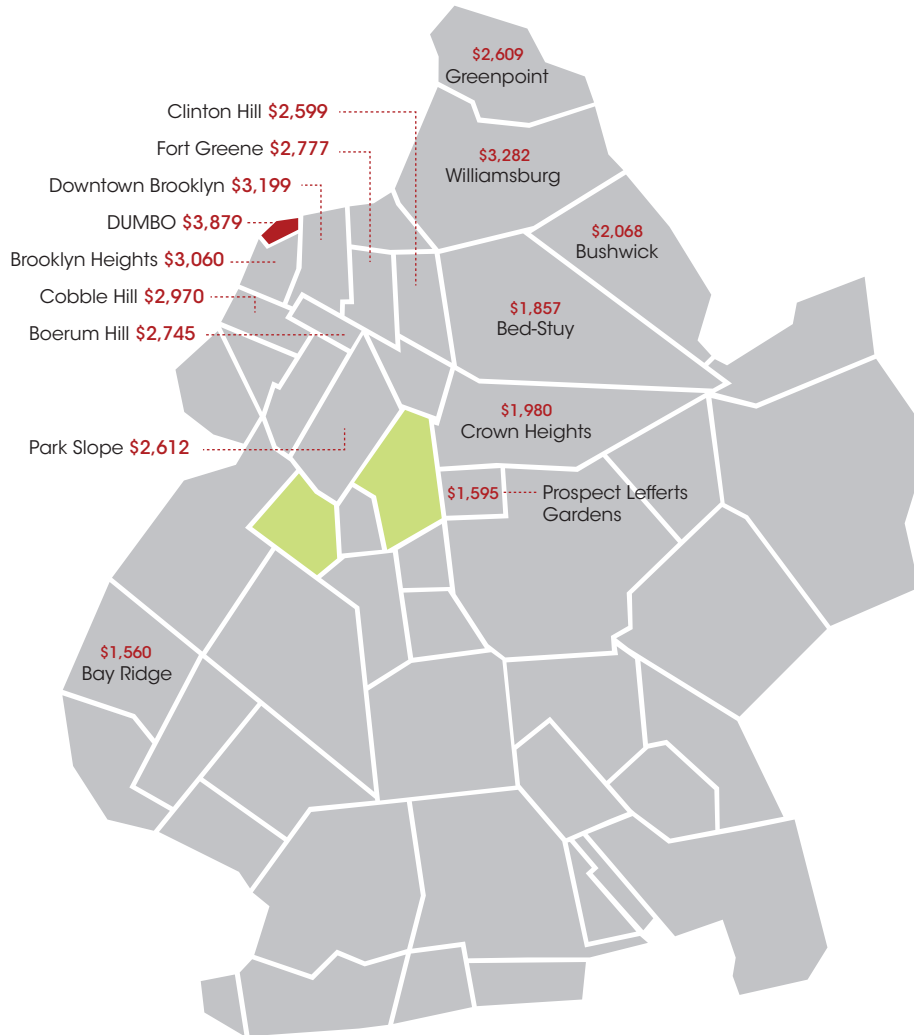 $2,609
Greenpoint
Clinton Hill $2,599
Fort Greene $2,777
$3,282
Williamsburg
Downtown Brooklyn $3,199
DUMBO $3,879
$2,068
Bushwick
Brooklyn Heights $3,060
Cobble Hill $2,970
$1,857
Bed-Stuy
Boerum Hill $2,745
$1,980
Crown Heights
Park Slope $2,612
$1,595 Prospect Lefferts
Gardens
$1,560
Bay Ridge